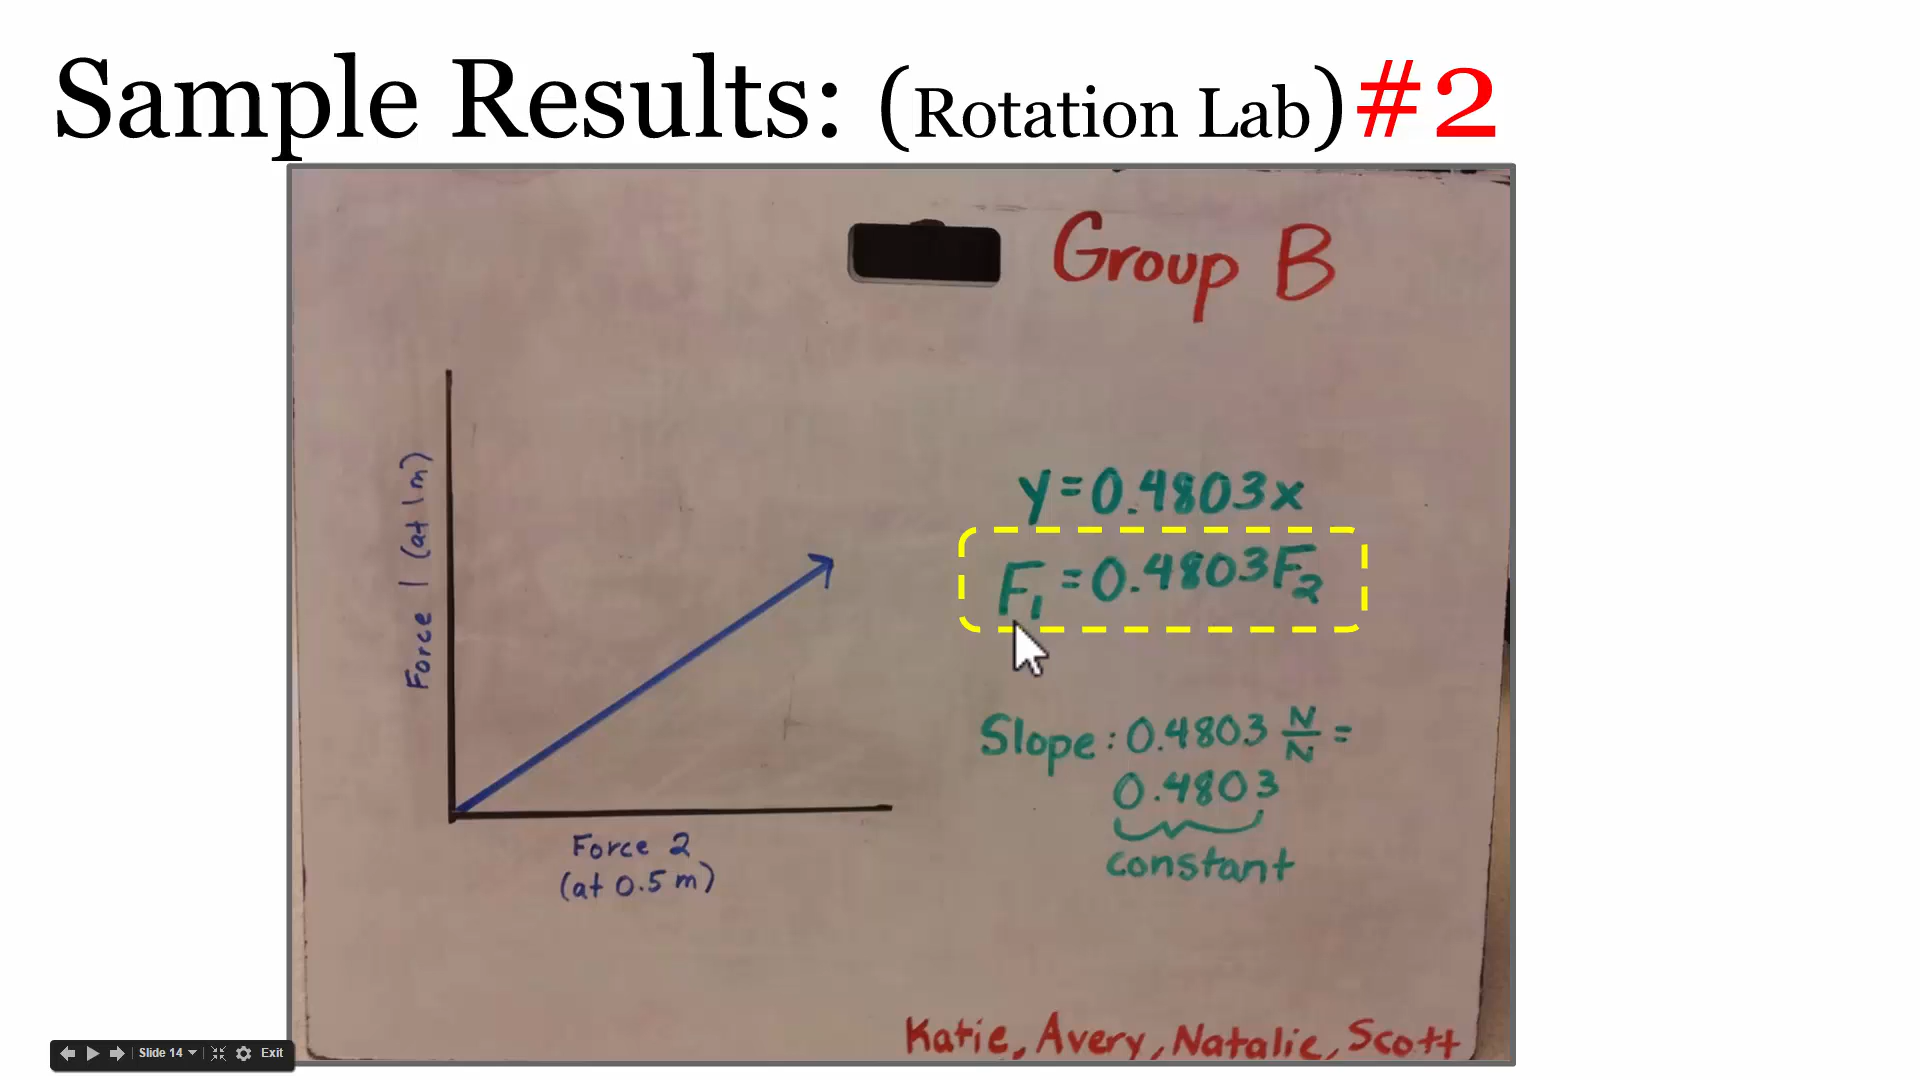 Sample Results: (Rotation Lab)#2
Group B
Force 1 (at 1m)
y=0.4803x
F₁=0.4803F₂
Slope: 0.4803 N/N =
0.4803
constant
Force 2
(at 0.5m)
Katie, Avery, Natalie, Scott
Slide 14
Exit